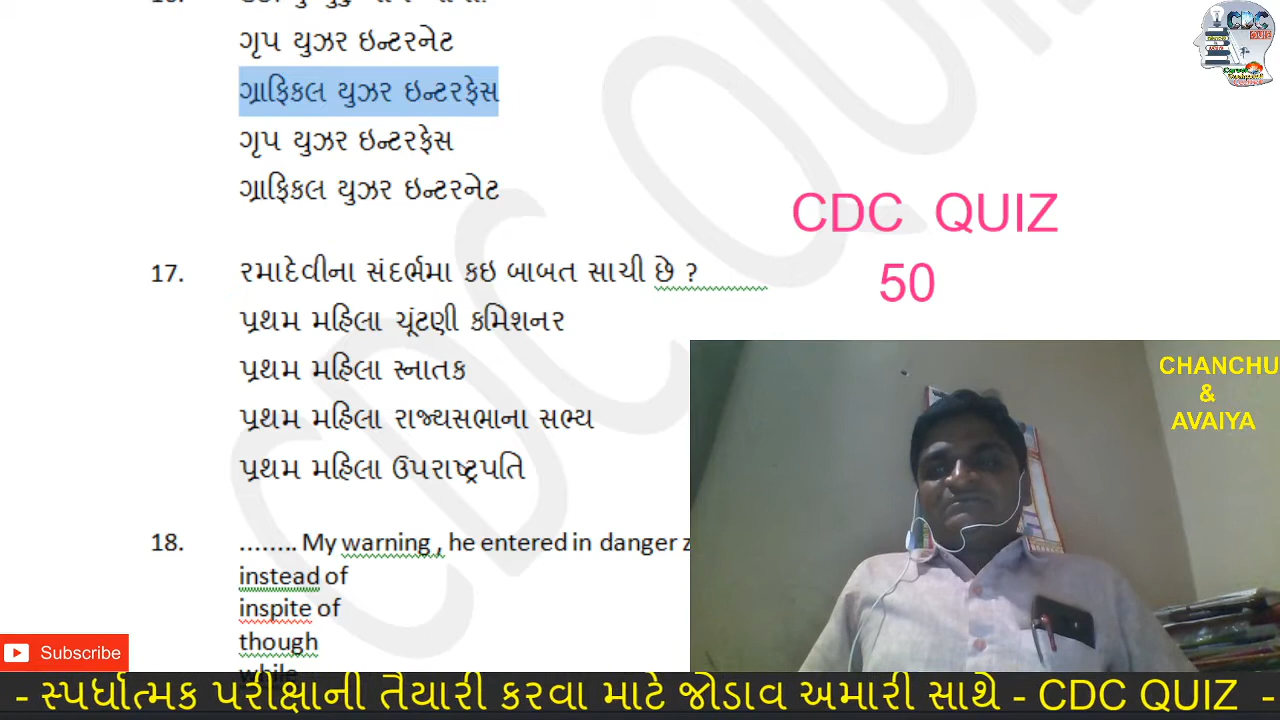 ગૃપ યુઝર ઇન્ટરનેટ
ગ્રાફિકલ યુઝર ઇન્ટરફેસ
ગૃપ યુઝર ઇન્ટરફેસ
ગ્રાફિકલ યુઝર ઇન્ટરનેટ
CDC QUIZ
50
17. રમાદેવીના સંદર્ભમા કઇ બાબત સાચી છે ?
પ્રથમ મહિલા ચૂંટણી કમિશનર
પ્રથમ મહિલા સ્નાતક
પ્રથમ મહિલા રાજ્યસભાના સભ્ય
પ્રથમ મહિલા ઉપરાષ્ટ્રપતિ
CHANCHU
&
AVAIYA
18. ........ My warning , he entered in danger
instead of
inspite of
though
while
Subscribe
- સ્પર્ધાત્મક પરીક્ષાની તૈયારી કરવા માટે જોડાવ અમારી સાથે - CDC QUIZ -
CDC
QUIZ